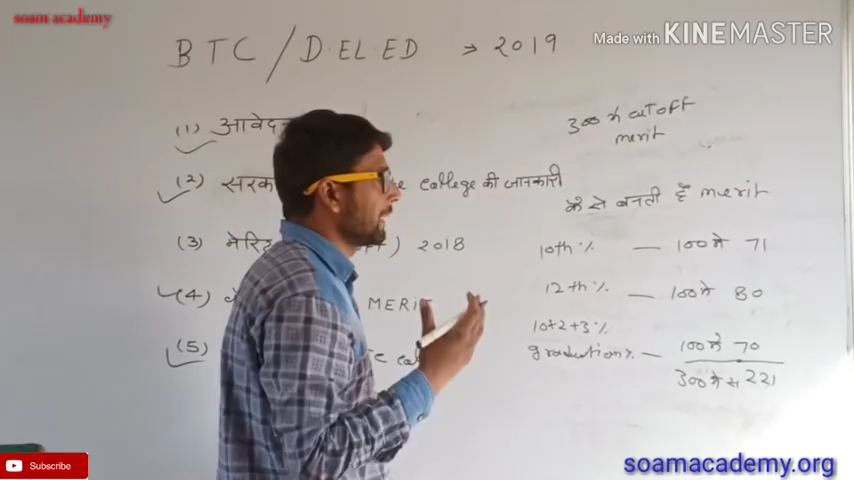 soam academy
Made with KINEMASTER
BTC / D.EL.ED → 2019
(1) आवेदन
(2) सरका college की जानकारी
(3) मेरिट ) 2018
(4) MERIT
(5)
300 में cutoff
merit
कैसे बनती है merit
10th % — 100 में 71
12th % — 100 में 80
10+2+3 %
graduation % — 100 में 70
300 में से 221
Subscribe
soamacademy.org